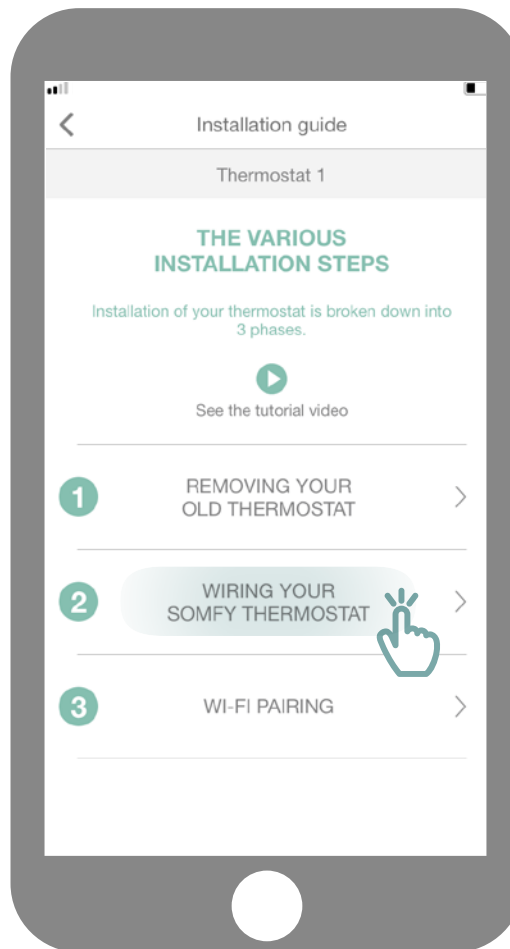 Installation guide
Thermostat 1
THE VARIOUS
INSTALLATION STEPS
Installation of your thermostat is broken down into
3 phases.
See the tutorial video
1
REMOVING YOUR
OLD THERMOSTAT
2
WIRING YOUR
SOMFY THERMOSTAT
3
WI-FI PAIRING